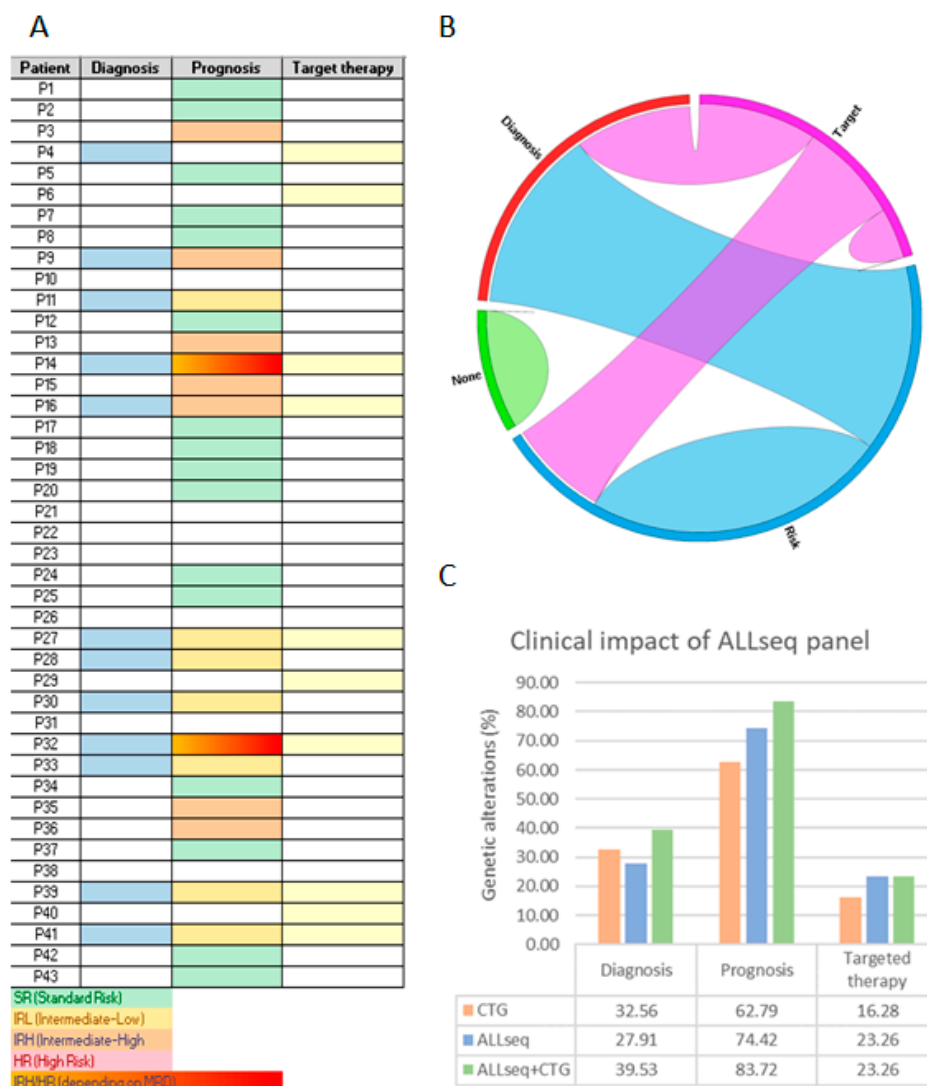 A
B
Patient Diagnosis Prognosis Target therapy
P1
P2
P3
P4
P5
P6
P7
P8
P9
P10
P11
P12
P13
P14
P15
P16
P17
P18
P19
P20
P21
P22
P23
P24
P25
P26
P27
P28
P29
P30
P31
P32
P33
P34
P35
P36
P37
P38
P39
P40
P41
P42
P43
SR (Standard Risk)
IRL (Intermediate-Low)
IRH (Intermediate-High
HR (High Risk)
IRH/HR (depending on MRD)
Diagnosis
Target
None
Risk
C
Clinical impact of ALLseq panel
Genetic alterations (%)
90.00
80.00
70.00
60.00
50.00
40.00
30.00
20.00
10.00
0.00
Diagnosis Prognosis Targeted
therapy
CTG 32.56 62.79 16.28
ALLseq 27.91 74.42 23.26
ALLseq+CTG 39.53 83.72 23.26